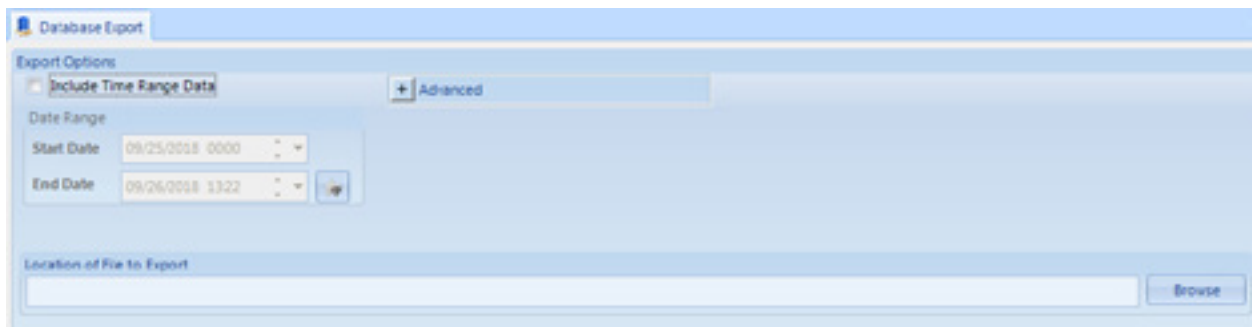 Database Export
Export Options
Include Time Range Data
+ Advanced
Date Range
Start Date 09/25/2018 0000
End Date 09/26/2018 1322
Location of File to Export
Browse